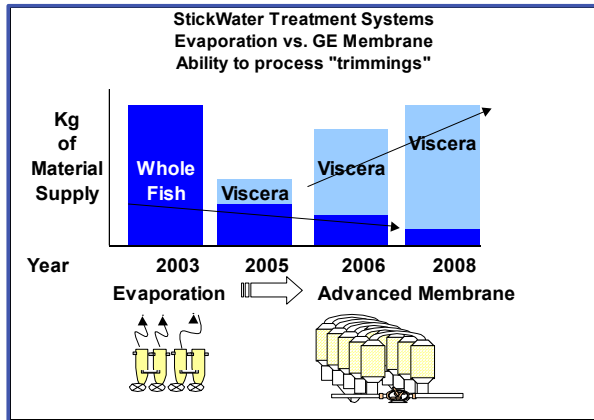 StickWater Treatment Systems
Evaporation vs. GE Membrane
Ability to process "trimmings"
Kg
of
Material
Supply
Whole
Fish
Viscera
Viscera
Viscera
Year 2003 2005 2006 2008
Evaporation Advanced Membrane